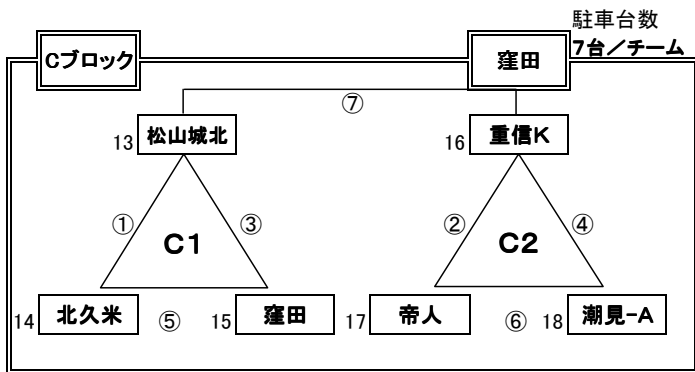 駐車台数
Cブロック
窪田
7台／チーム
⑦
13 松山城北
16 重信K
① ③
② ④
C1
C2
14 北久米
⑤
15 窪田
17 帝人
⑥
18 潮見-A